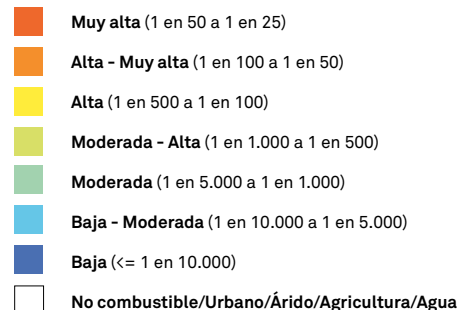 Muy alta (1 en 50 a 1 en 25)
Alta - Muy alta (1 en 100 a 1 en 50)
Alta (1 en 500 a 1 en 100)
Moderada - Alta (1 en 1.000 a 1 en 500)
Moderada (1 en 5.000 a 1 en 1.000)
Baja - Moderada (1 en 10.000 a 1 en 5.000)
Baja (<= 1 en 10.000)
No combustible/Urbano/Árido/Agricultura/Agua